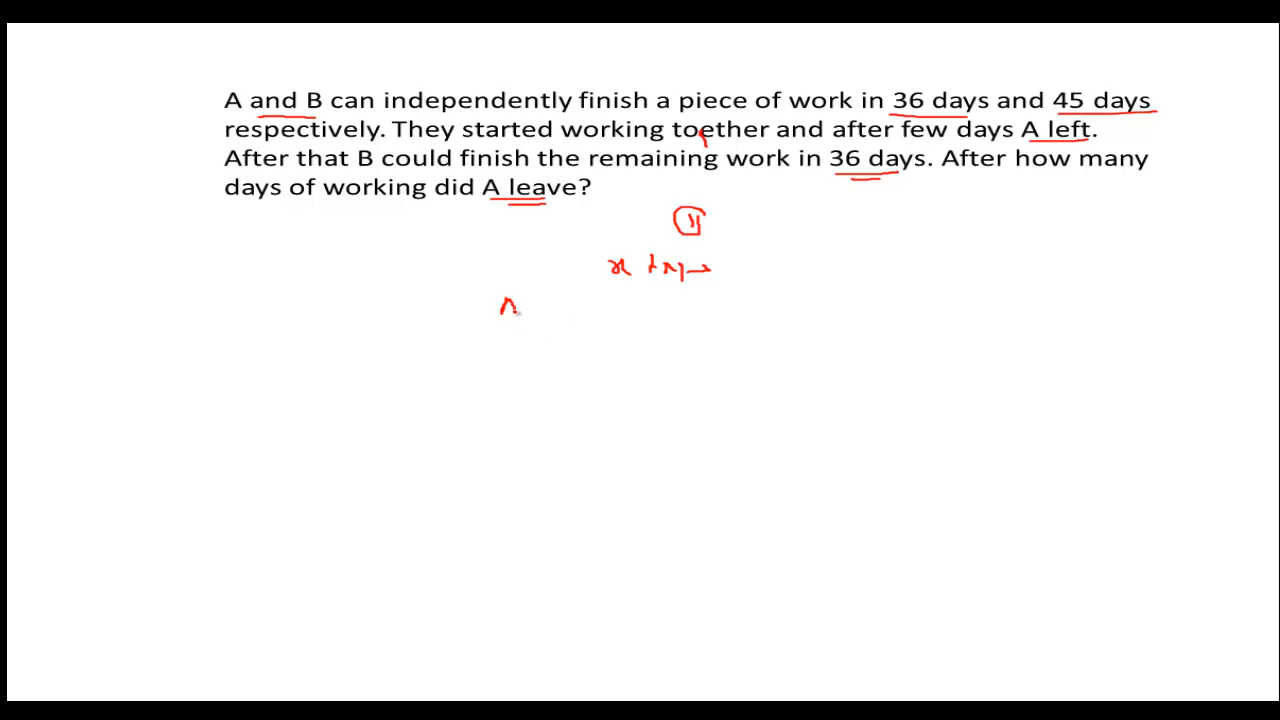 A and B can independently finish a piece of work in 36 days and 45 days
respectively. They started working together and after few days A left.
After that B could finish the remaining work in 36 days. After how many
days of working did A leave?
x
A